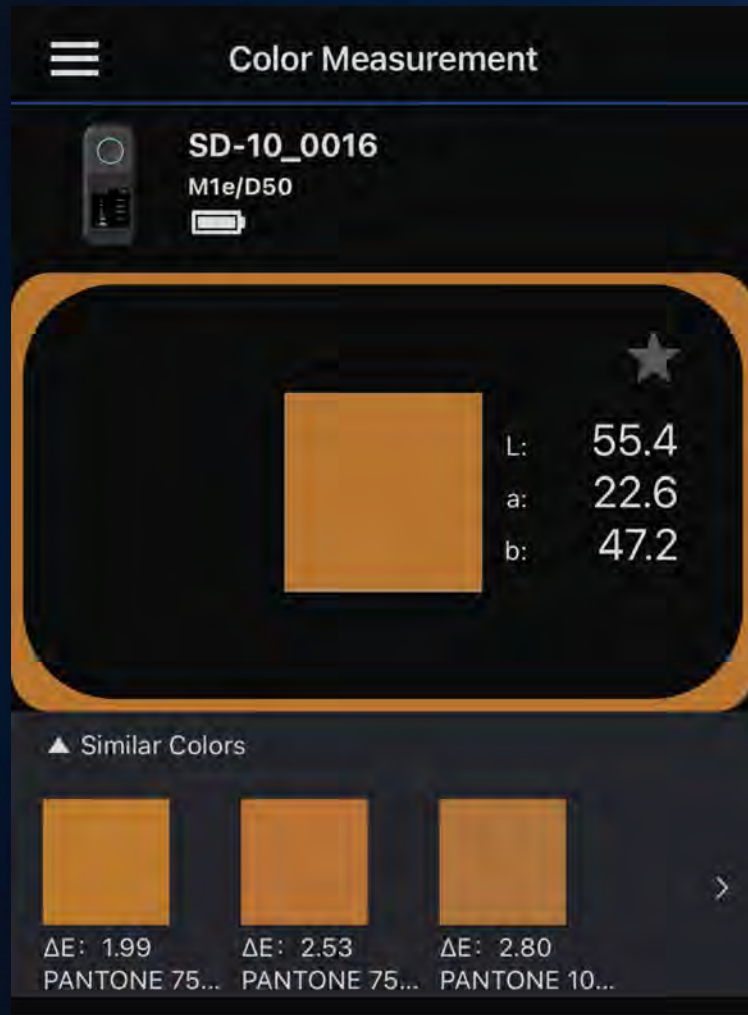 Color Measurement
SD-10_0016
M1e/D50
L: 55.4
a: 22.6
b: 47.2
▲ Similar Colors
ΔE: 1.99 ΔE: 2.53 ΔE: 2.80
PANTONE 75... PANTONE 75... PANTONE 10...